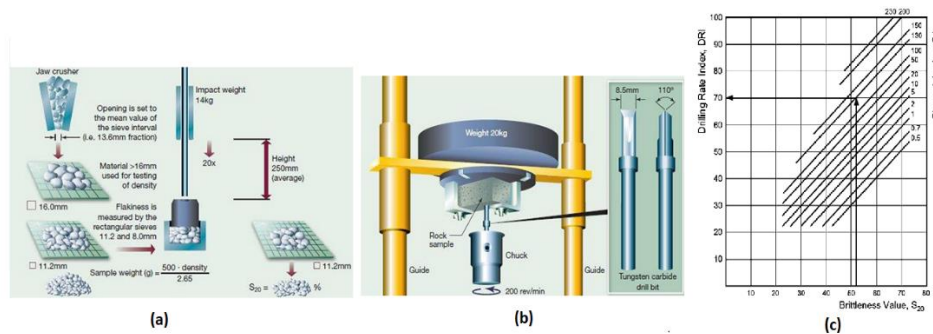 Jaw crusher
Opening is set to
the mean value of
the sieve interval
(i.e. 13.6mm fraction)
Material >16mm
used for testing of
density
16.0mm
Flakiness is
measured by the
rectangular sieves
11.2 and 8.0mm
11.2mm
Sample weight (g) = 500 · density
2.65
Impact weight
14kg
20x
Height
250mm
(average)
11.2mm
S20 = %
(a)
Weight 20kg
Rock
sample
Chuck
Guide
Guide
200 rev/min
8.5mm
110°
Tungsten carbide
drill bit
(b)
(c)
Drilling Rate Index, DRI
100
90
80
70
60
50
40
30
20
10
230 200
150
100
50
20
10
5
2
1
0.7
0.5
10 20 30 40 50 60 70 80
Brittleness Value, S20